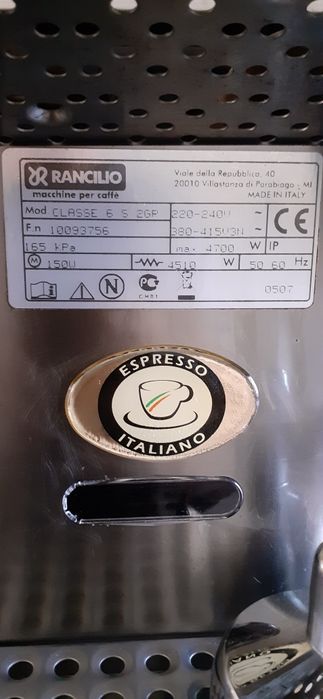 RANCILIO
macchine per caffè
Viale della Repubblica, 40
20010 Villastanza di Parabiago - MI
MADE IN ITALY
Mod CLASSE 6 S 2GR 220-240V ~
F.n 10093756 380-415V3N ~
CE
165 kPa max 4700 W IP
M 150W 4510 W 50 60 Hz
N
0507
ESPRESSO
ITALIANO